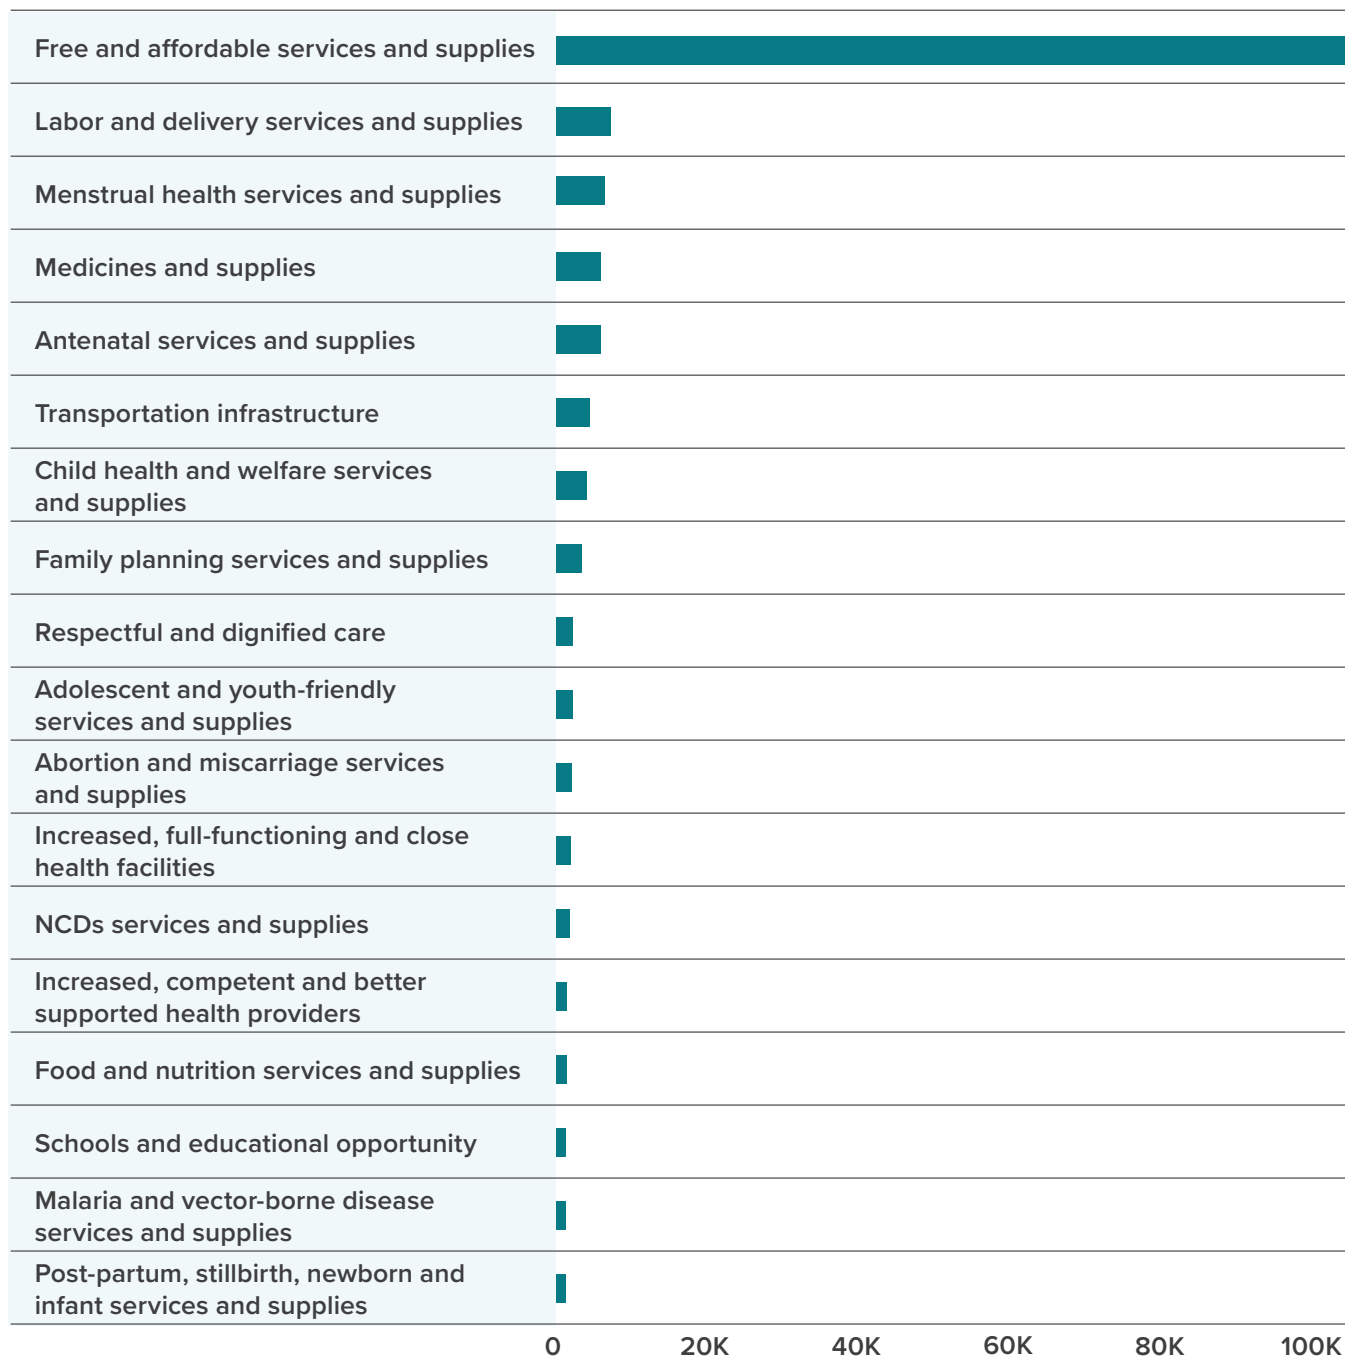 Free and affordable services and supplies
Labor and delivery services and supplies
Menstrual health services and supplies
Medicines and supplies
Antenatal services and supplies
Transportation infrastructure
Child health and welfare services
and supplies
Family planning services and supplies
Respectful and dignified care
Adolescent and youth-friendly
services and supplies
Abortion and miscarriage services
and supplies
Increased, full-functioning and close
health facilities
NCDs services and supplies
Increased, competent and better
supported health providers
Food and nutrition services and supplies
Schools and educational opportunity
Malaria and vector-borne disease
services and supplies
Post-partum, stillbirth, newborn and
infant services and supplies
0 20K 40K 60K 80K 100K